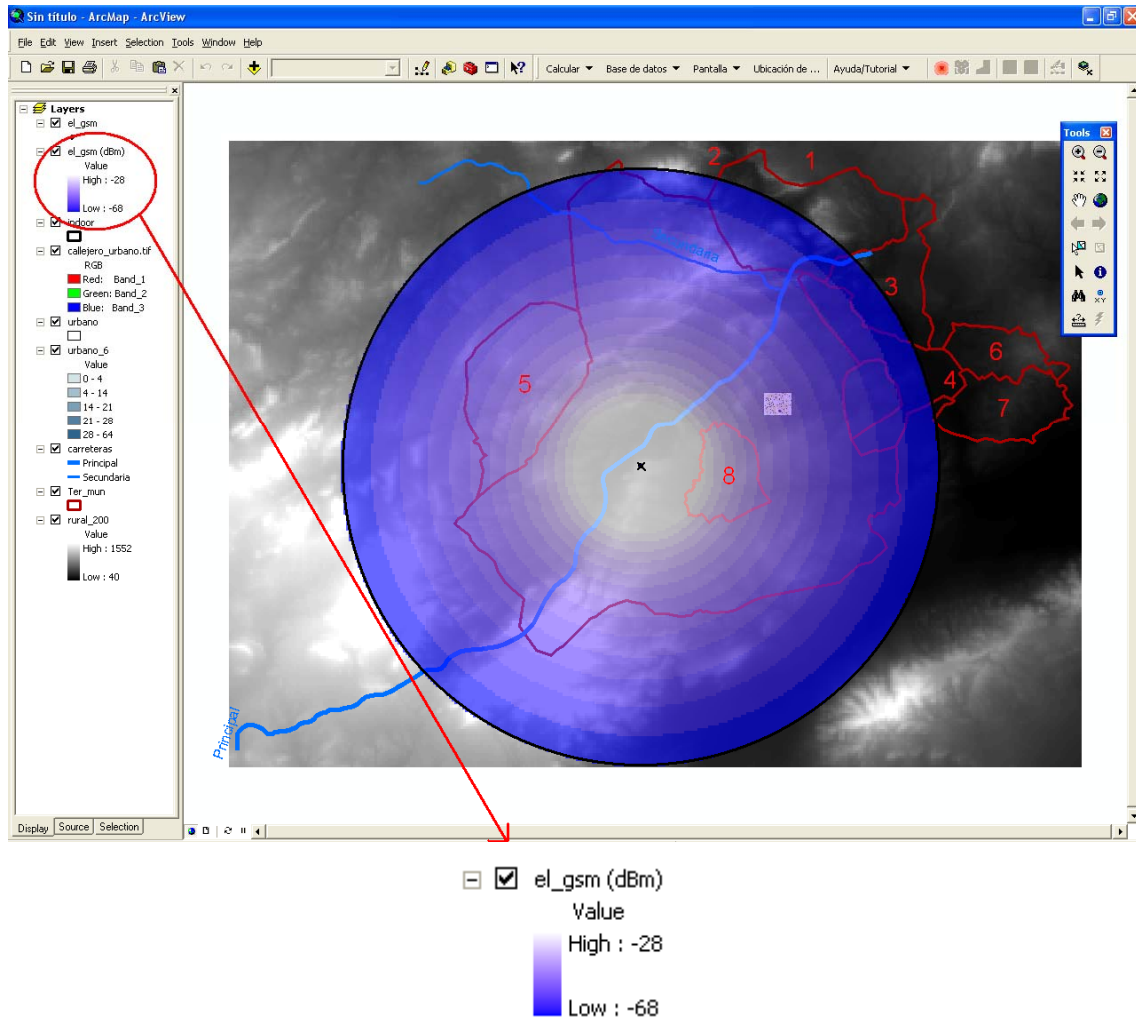 Sin título - ArcMap - ArcView
File Edit View Insert Selection Tools Window Help
Calcular Base de datos Pantalla Ubicación de ... Ayuda/Tutorial
Layers
el_gsm
el_gsm (dBm)
Value
High : -28
Low : -68
indoor
callejero_urbano.tif
RGB
Red: Band_1
Green: Band_2
Blue: Band_3
urbano
urbano_6
Value
0 - 4
4 - 14
14 - 21
21 - 28
28 - 64
carreteras
Principal
Secundaria
Ter_mun
rural_200
Value
High : 1552
Low : 40
Display Source Selection
Tools
XY
2
1
Secundaria
3
5
6
4
7
8
Principal
el_gsm (dBm)
Value
High : -28
Low : -68